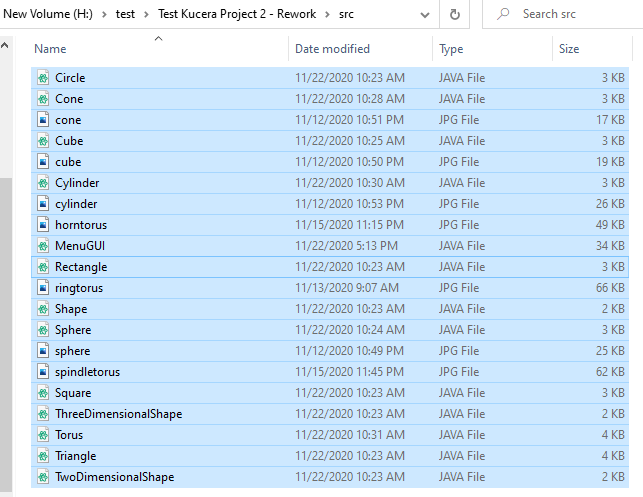 New Volume (H:) > test > Test Kucera Project 2 - Rework > src Search src
Name Date modified Type Size
Circle 11/22/2020 10:23 AM JAVA File 3 KB
Cone 11/22/2020 10:28 AM JAVA File 3 KB
cone 11/12/2020 10:51 PM JPG File 17 KB
Cube 11/22/2020 10:25 AM JAVA File 3 KB
cube 11/12/2020 10:50 PM JPG File 19 KB
Cylinder 11/22/2020 10:30 AM JAVA File 3 KB
cylinder 11/12/2020 10:53 PM JPG File 26 KB
horntorus 11/15/2020 11:15 PM JPG File 49 KB
MenuGUI 11/22/2020 5:13 PM JAVA File 34 KB
Rectangle 11/22/2020 10:23 AM JAVA File 3 KB
ringtorus 11/13/2020 9:07 AM JPG File 66 KB
Shape 11/22/2020 10:23 AM JAVA File 2 KB
Sphere 11/22/2020 10:24 AM JAVA File 3 KB
sphere 11/12/2020 10:49 PM JPG File 25 KB
spindletorus 11/15/2020 11:45 PM JPG File 62 KB
Square 11/22/2020 10:23 AM JAVA File 3 KB
ThreeDimensionalShape 11/22/2020 10:23 AM JAVA File 2 KB
Torus 11/22/2020 10:31 AM JAVA File 4 KB
Triangle 11/22/2020 10:23 AM JAVA File 4 KB
TwoDimensionalShape 11/22/2020 10:23 AM JAVA File 2 KB